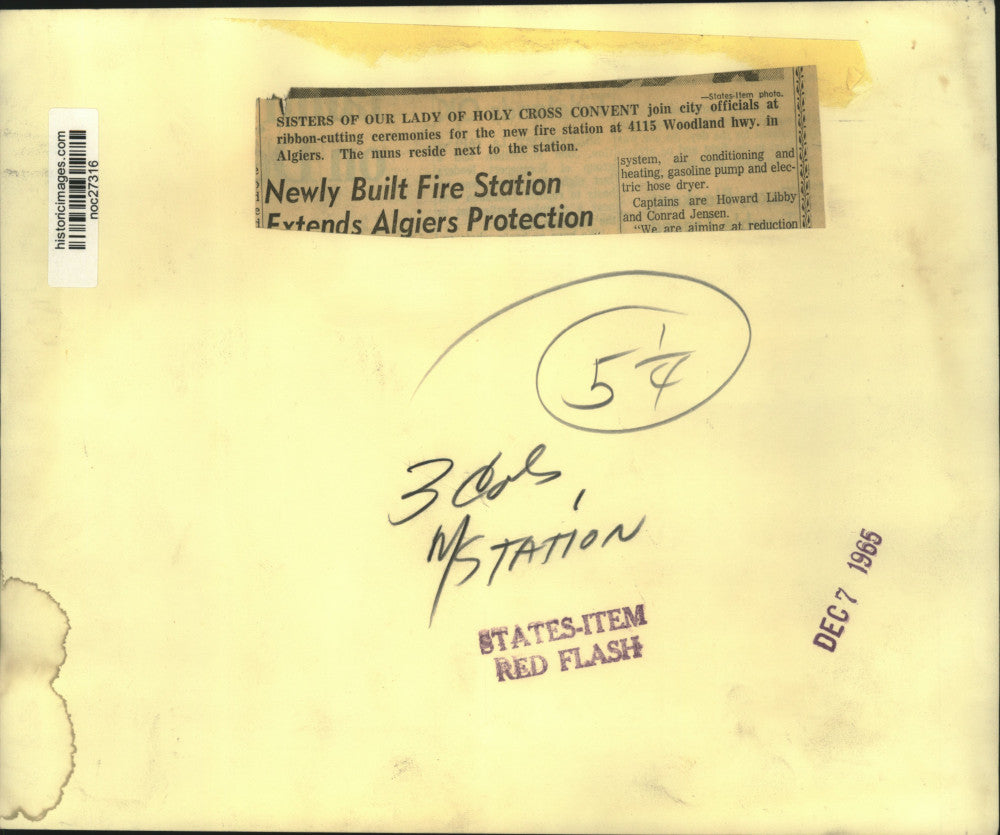 historicimages.com
noc27316
—States-Item photo.
SISTERS OF OUR LADY OF HOLY CROSS CONVENT join city officials at
ribbon-cutting ceremonies for the new fire station at 4115 Woodland hwy. in
Algiers. The nuns reside next to the station.
Newly Built Fire Station
Extends Algiers Protection
system, air conditioning and
heating, gasoline pump and elec-
tric hose dryer.
Captains are Howard Libby
and Conrad Jensen.
"We are aiming at reduction
5 1/4
3 Cols
STATION
STATES-ITEM
RED FLASH
DEC 7 1965